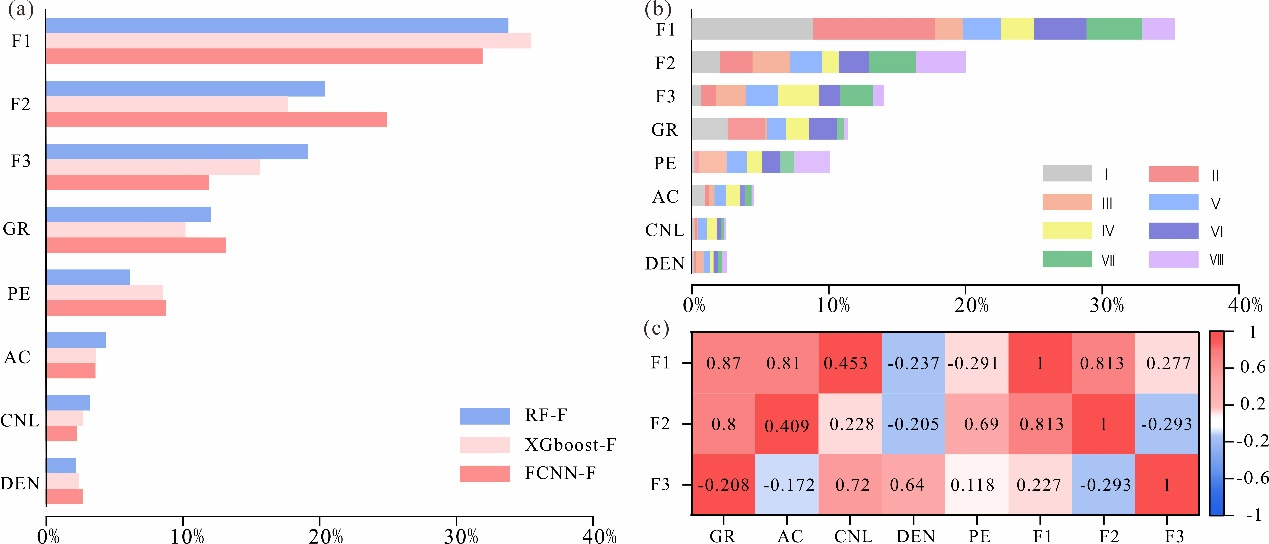 (a)
F1
F2
F3
GR
PE
AC
CNL
DEN
RF-F
XGboost-F
FCNN-F
0% 10% 20% 30% 40%
(b)
F1
F2
F3
GR
PE
AC
CNL
DEN
I II
III V
IV VI
VII VIII
0% 10% 20% 30% 40%
(c)
F1 0.87 0.81 0.453 -0.237 -0.291 1 0.813 0.277
F2 0.8 0.409 0.228 -0.205 0.69 0.813 1 -0.293
F3 -0.208 -0.172 0.72 0.64 0.118 0.227 -0.293 1
GR AC CNL DEN PE F1 F2 F3
1
0.6
0.2
-0.2
-0.6
-1